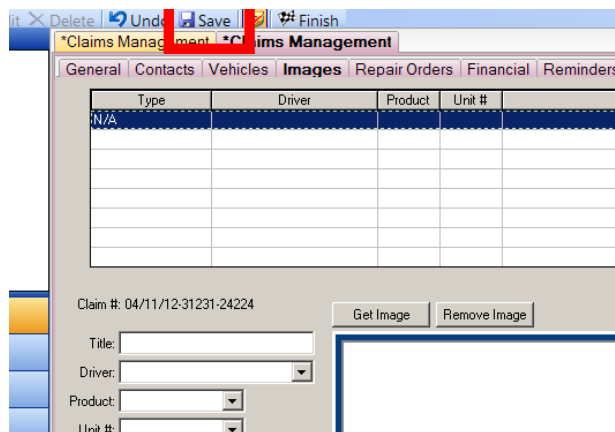 Delete Undo Save Finish
*Claims Management *Claims Management
General Contacts Vehicles Images Repair Orders Financial Reminders
Type Driver Product Unit #
N/A
Claim #: 04/11/12-31231-24224
Get Image Remove Image
Title:
Driver:
Product:
Unit #: